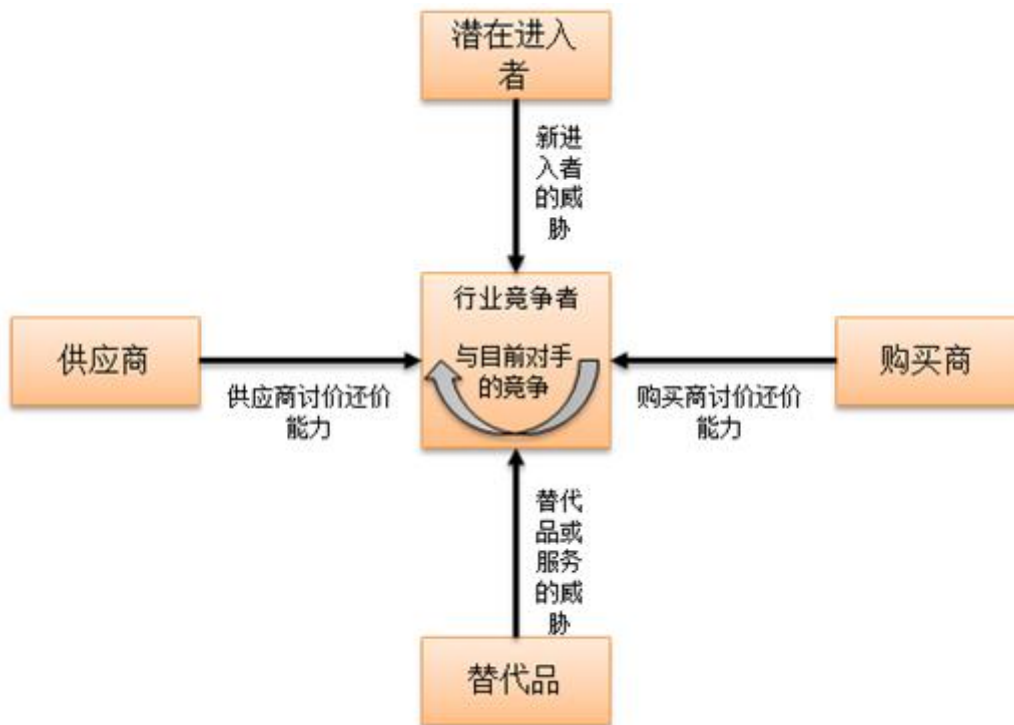 潜在进入
者
新进
入者
的威
胁
行业竞争者
与目前对手
的竞争
供应商
供应商讨价还价
能力
购买商
购买商讨价还价
能力
替代
品或
服务
的威
胁
替代品